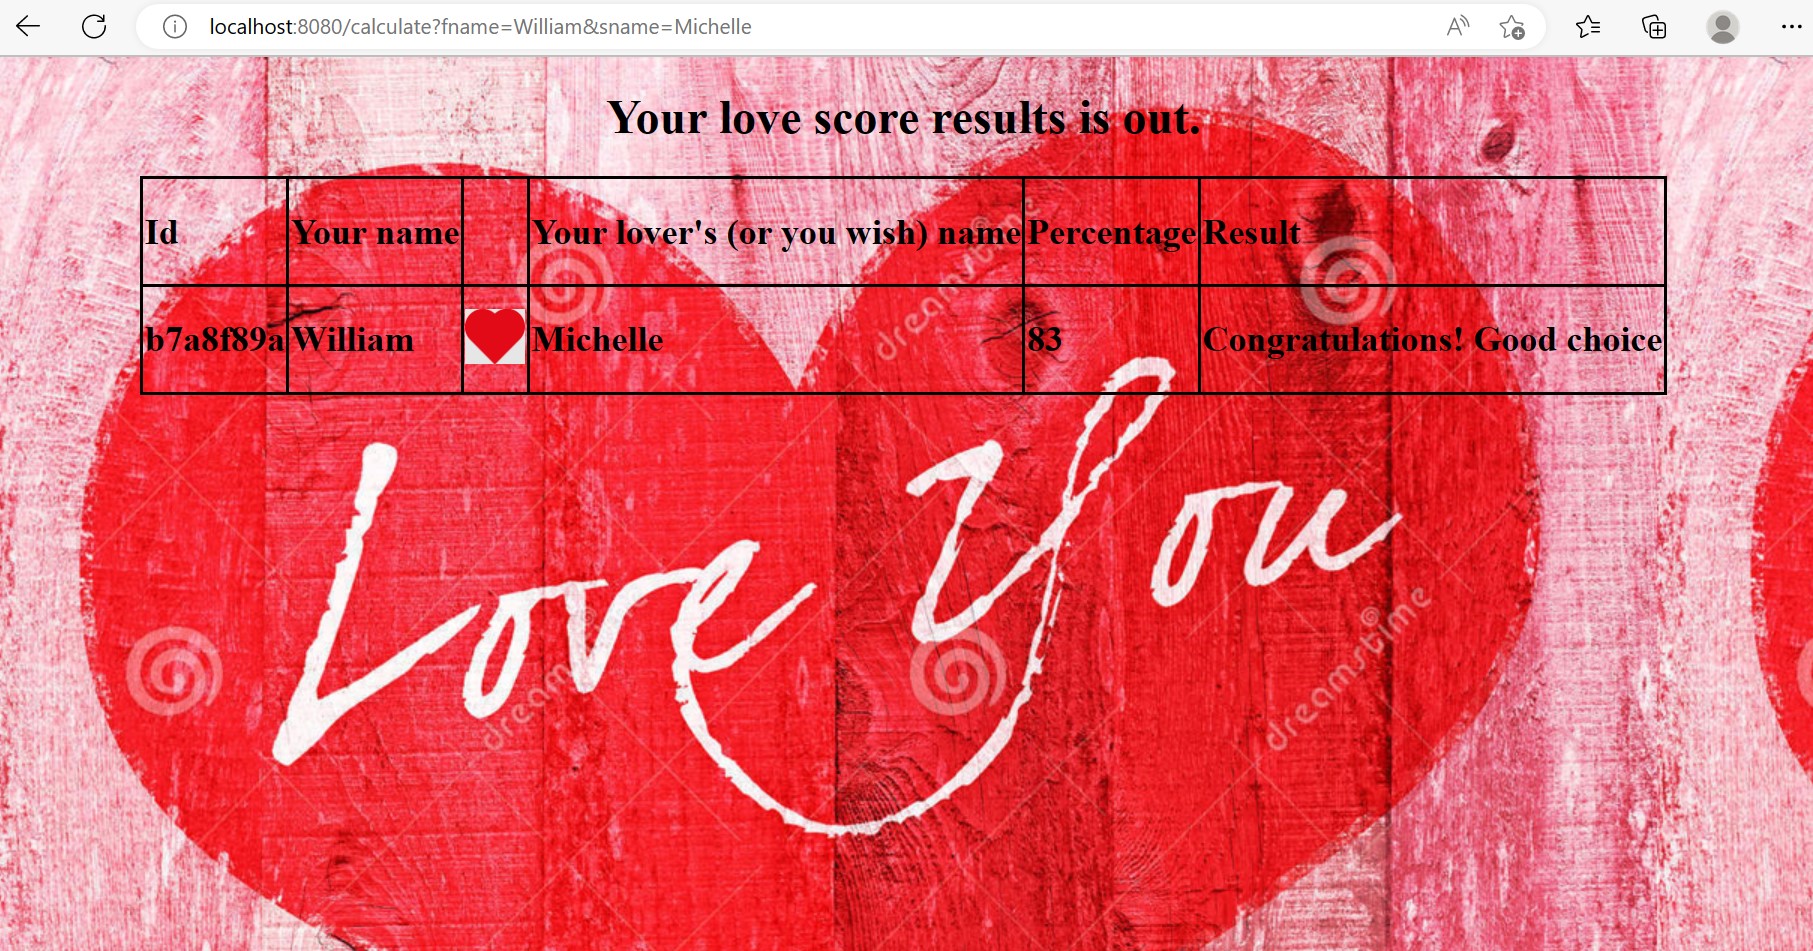 localhost:8080/calculate?fname=William&sname=Michelle
Your love score results is out.
Id Your name Your lover's (or you wish) name Percentage Result
b7a8f89a William Michelle 83 Congratulations! Good choice
dreamstime
Love You
dreamstime
dreamstime